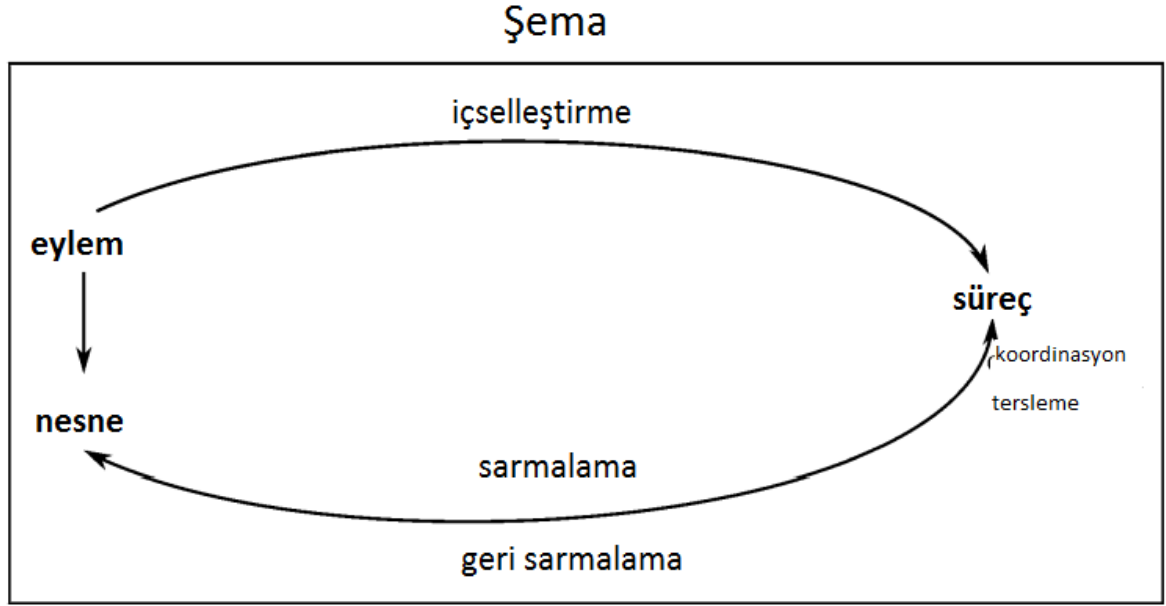 Şema
içselleştirme
eylem
süreç
koordinasyon
tersleme
nesne
sarmalama
geri sarmalama